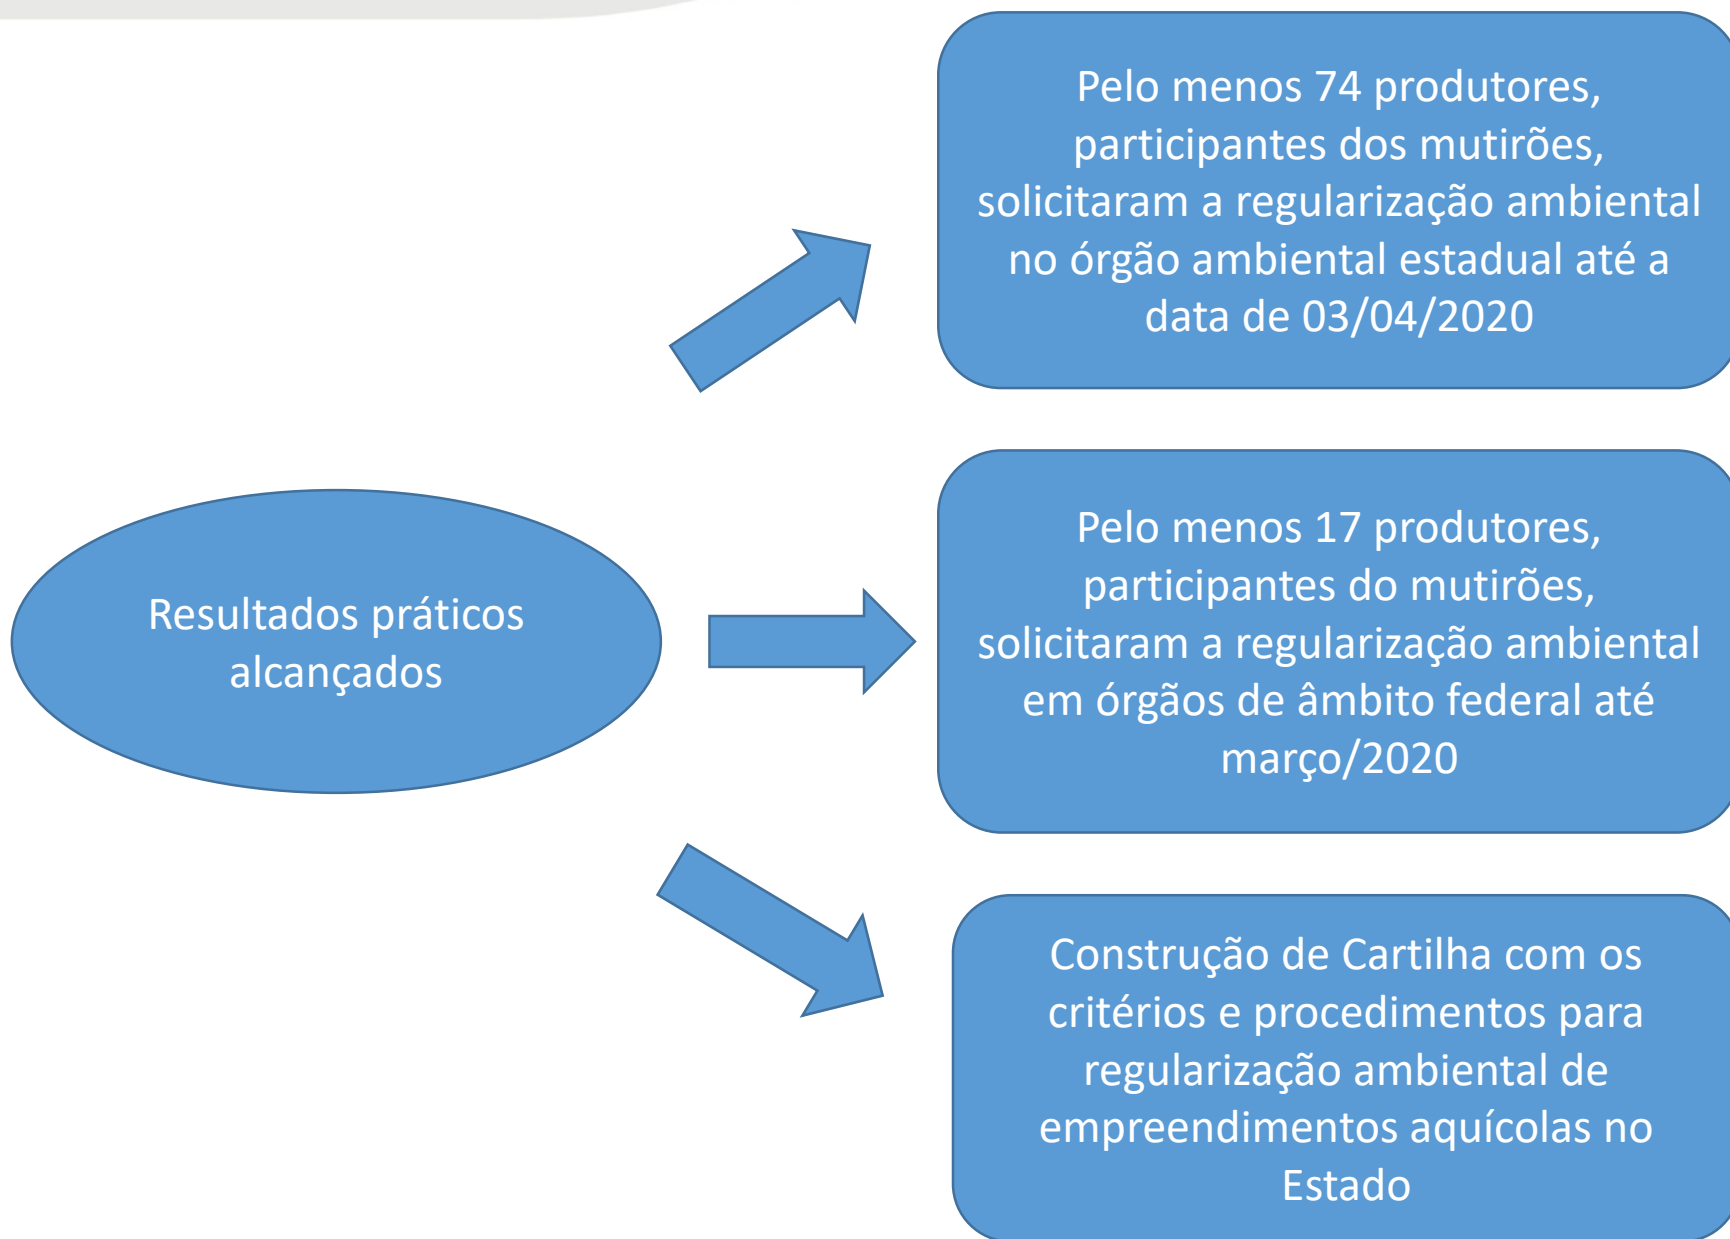 Pelo menos 74 produtores,
participantes dos mutirões,
solicitaram a regularização ambiental
no órgão ambiental estadual até a
data de 03/04/2020
Resultados práticos
alcançados
Pelo menos 17 produtores,
participantes do mutirões,
solicitaram a regularização ambiental
em órgãos de âmbito federal até
março/2020
Construção de Cartilha com os
critérios e procedimentos para
regularização ambiental de
empreendimentos aquícolas no
Estado